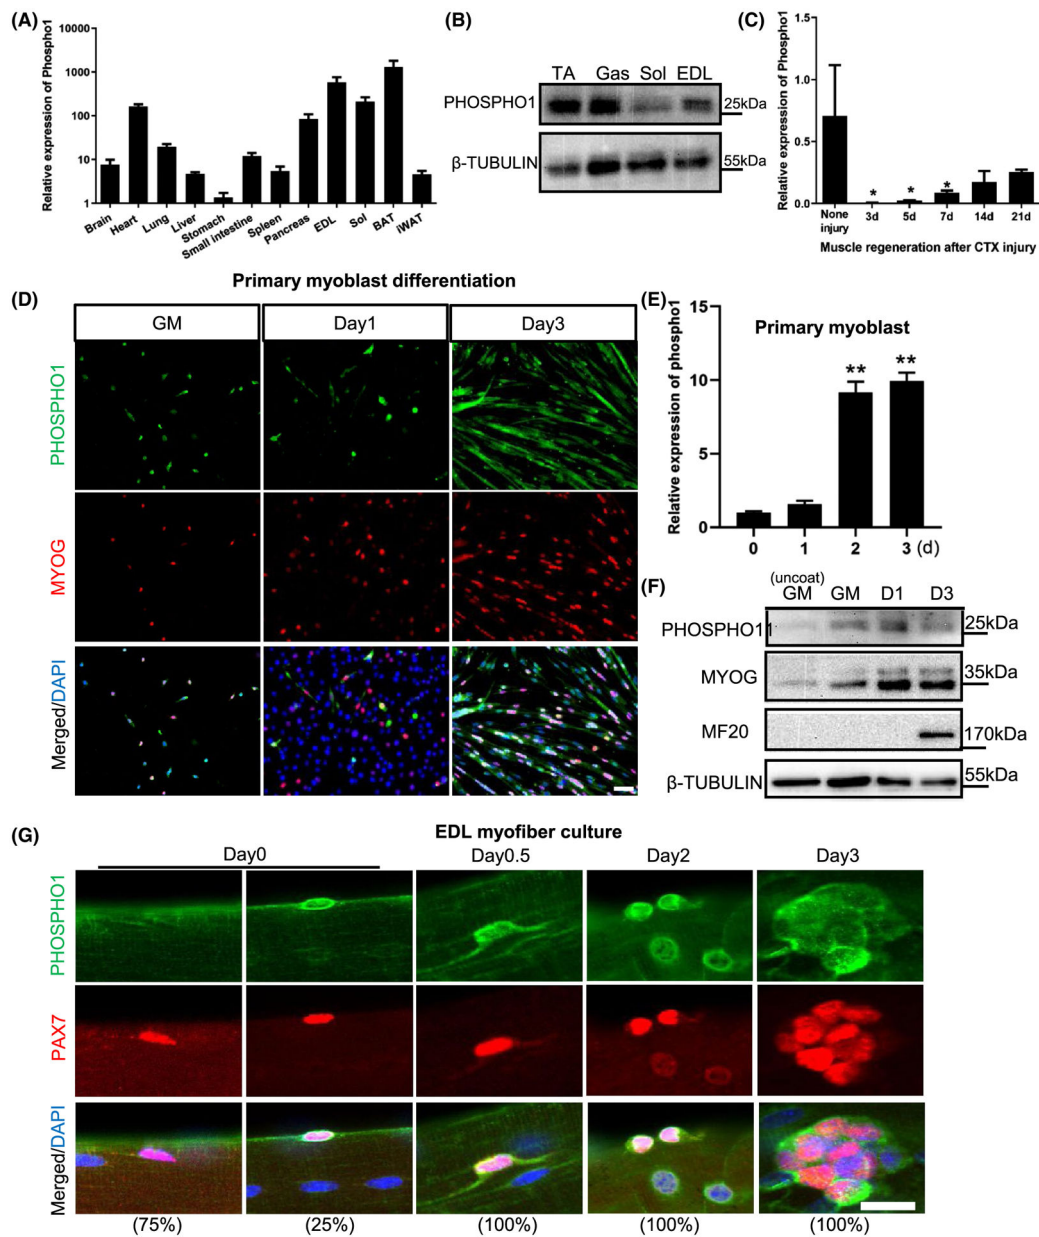 (A)
Relative expression of Phospho1
10000
1000
100
10
1
Brain
Heart
Lung
Liver
Stomach
Small intestine
Spleen
Pancreas
EDL
Sol
BAT
iWAT
(B)
TA Gas Sol EDL
PHOSPHO1
25kDa
β-TUBULIN
55kDa
(C)
Relative expression of Phospho1
1.5
1.0
0.5
0.0
* * *
None injury 3d 5d 7d 14d 21d
Muscle regeneration after CTX injury
(D)
Primary myoblast differentiation
GM Day1 Day3
PHOSPHO1
MYOG
Merged/DAPI
(E)
Relative expression of phospho1
15
10
5
0
Primary myoblast
** **
0 1 2 3 (d)
(F)
(uncoat)
GM GM D1 D3
PHOSPHO11
25kDa
MYOG
35kDa
MF20
170kDa
β-TUBULIN
55kDa
(G)
EDL myofiber culture
Day0 Day0.5 Day2 Day3
PHOSPHO1
PAX7
Merged/DAPI
(75%) (25%) (100%) (100%) (100%)